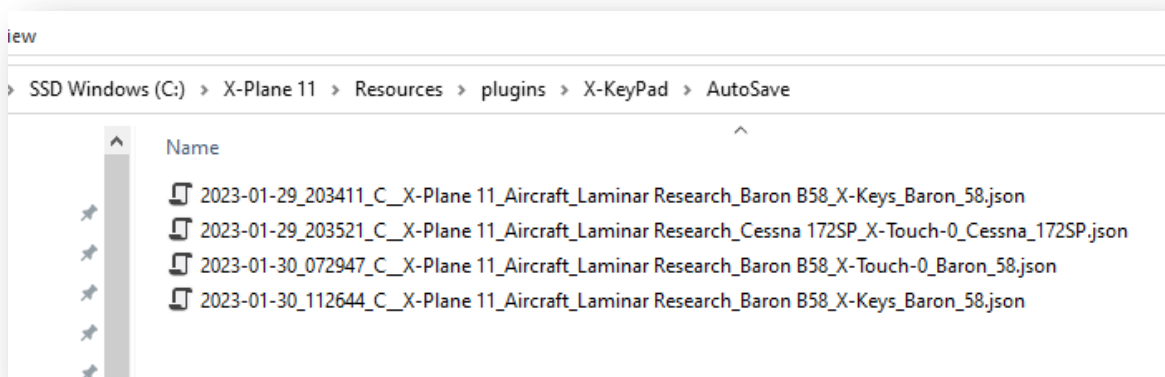 iew
SSD Windows (C:) > X-Plane 11 > Resources > plugins > X-KeyPad > AutoSave
Name
2023-01-29_203411_C__X-Plane 11_Aircraft_Laminar Research_Baron B58_X-Keys_Baron_58.json
2023-01-29_203521_C__X-Plane 11_Aircraft_Laminar Research_Cessna 172SP_X-Touch-0_Cessna_172SP.json
2023-01-30_072947_C__X-Plane 11_Aircraft_Laminar Research_Baron B58_X-Touch-0_Baron_58.json
2023-01-30_112644_C__X-Plane 11_Aircraft_Laminar Research_Baron B58_X-Keys_Baron_58.json